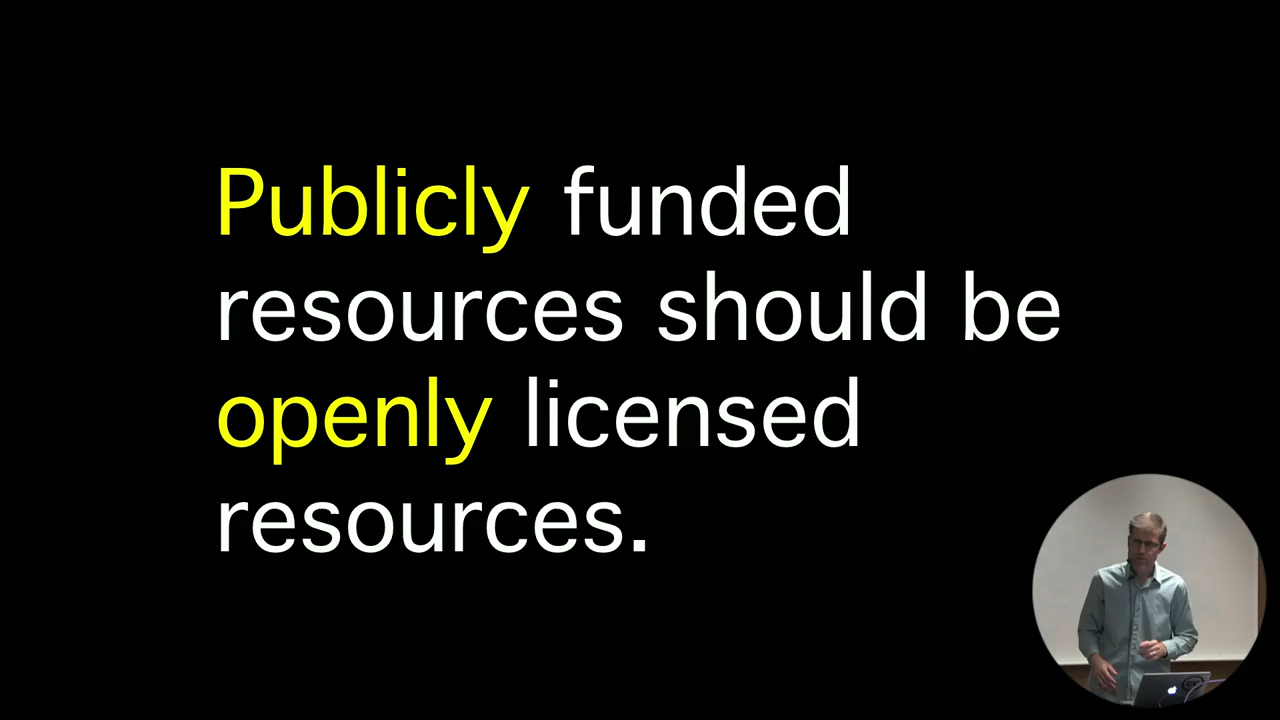 Publicly funded
resources should be
openly licensed
resources.